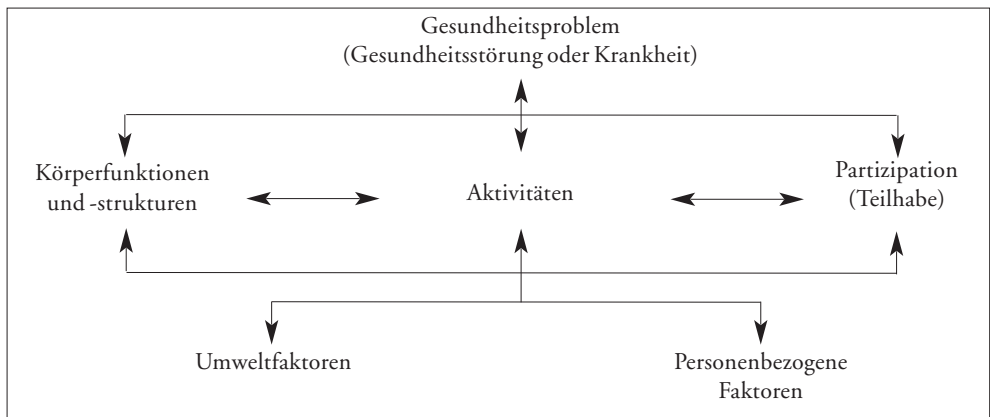 Gesundheitsproblem
(Gesundheitsstörung oder Krankheit)
Körperfunktionen
und -strukturen
Aktivitäten
Partizipation
(Teilhabe)
Umweltfaktoren
Personenbezogene
Faktoren